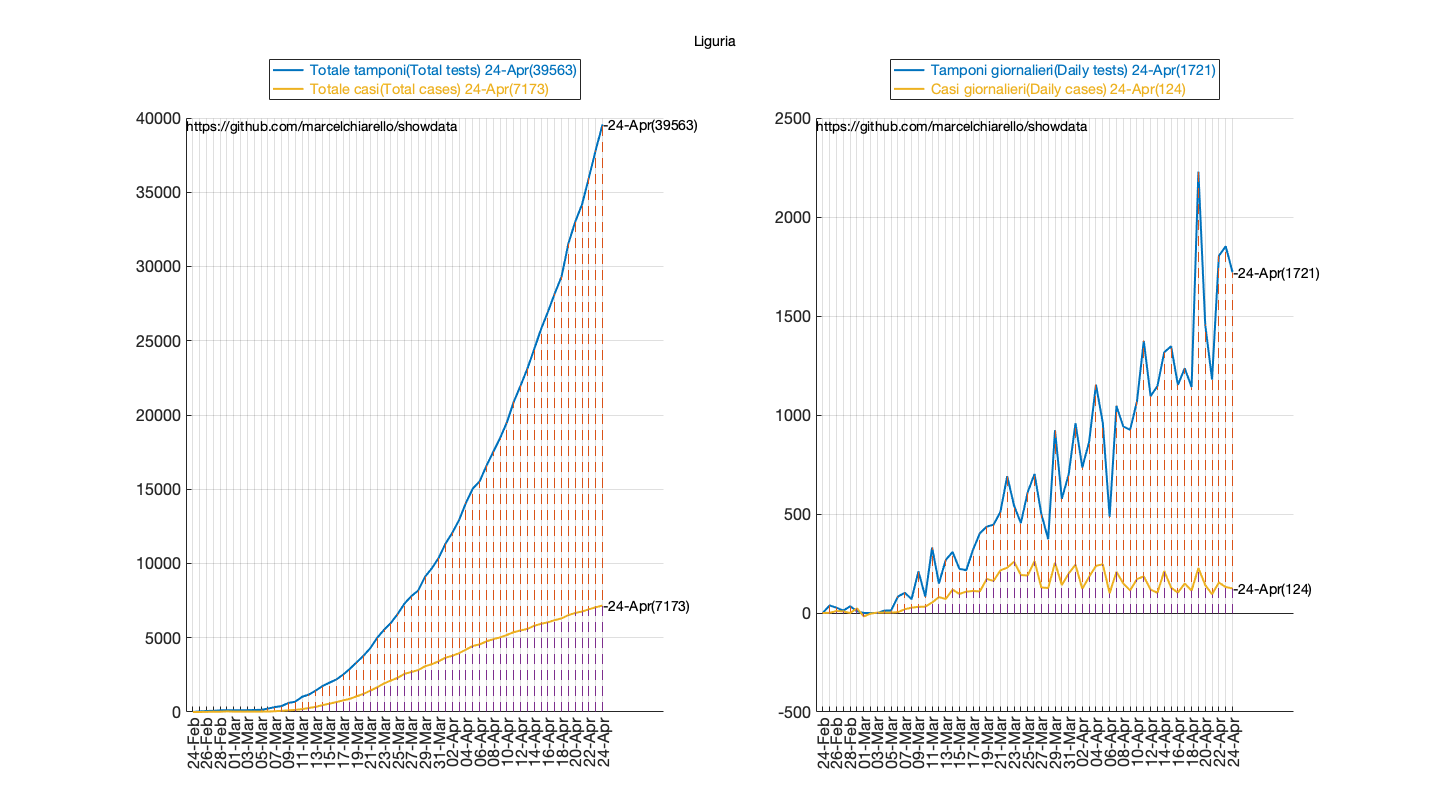 Liguria
Totale tamponi(Total tests) 24-Apr(39563)
Totale casi(Total cases) 24-Apr(7173)
40000
35000
30000
25000
20000
15000
10000
5000
0
https://github.com/marcelchiarello/showdata
-24-Apr(39563)
-24-Apr(7173)
24-Feb
26-Feb
28-Feb
01-Mar
03-Mar
05-Mar
07-Mar
09-Mar
11-Mar
13-Mar
15-Mar
17-Mar
19-Mar
21-Mar
23-Mar
25-Mar
27-Mar
29-Mar
31-Mar
02-Apr
04-Apr
06-Apr
08-Apr
10-Apr
12-Apr
14-Apr
16-Apr
18-Apr
20-Apr
22-Apr
24-Apr
Tamponi giornalieri(Daily tests) 24-Apr(1721)
Casi giornalieri(Daily cases) 24-Apr(124)
2500
2000
1500
1000
500
0
-500
https://github.com/marcelchiarello/showdata
-24-Apr(1721)
-24-Apr(124)
24-Feb
26-Feb
28-Feb
01-Mar
03-Mar
05-Mar
07-Mar
09-Mar
11-Mar
13-Mar
15-Mar
17-Mar
19-Mar
21-Mar
23-Mar
25-Mar
27-Mar
29-Mar
31-Mar
02-Apr
04-Apr
06-Apr
08-Apr
10-Apr
12-Apr
14-Apr
16-Apr
18-Apr
20-Apr
22-Apr
24-Apr